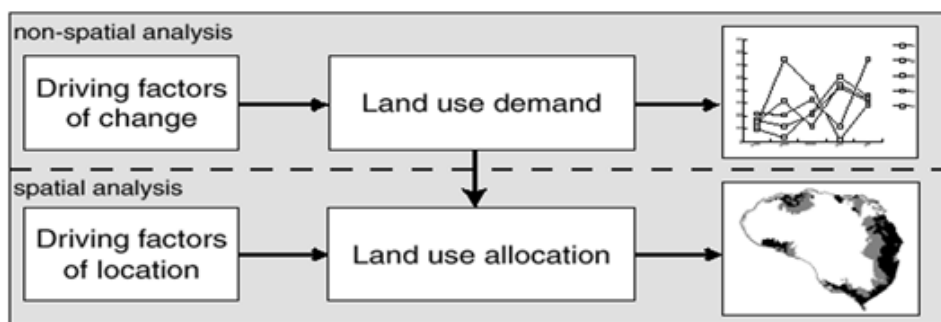 non-spatial analysis
Driving factors
of change
Land use demand
spatial analysis
Driving factors
of location
Land use allocation